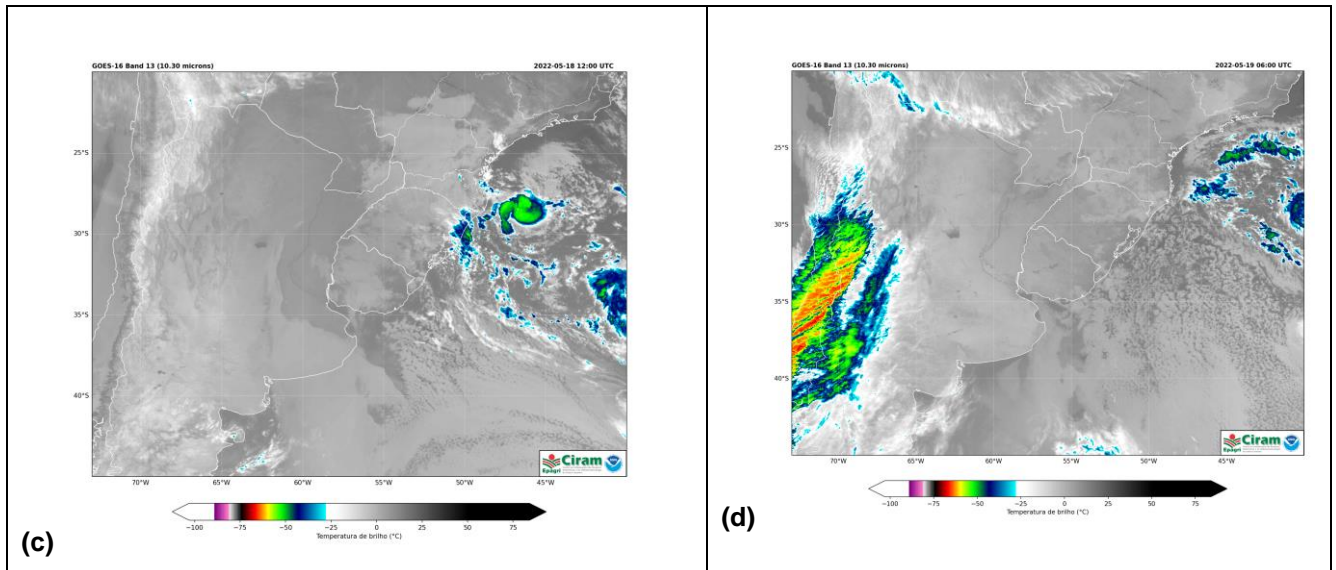 GOES-16 Band 13 (10.30 microns) 2022-05-18 12:00 UTC
25°S
30°S
35°S
40°S
70°W 65°W 60°W 55°W 50°W 45°W
Ciram
Epagri
−100 −75 −50 −25 0 25 50 75
Temperatura de brilho (°C)
(c)
GOES-16 Band 13 (10.30 microns) 2022-05-19 06:00 UTC
25°S
30°S
35°S
40°S
70°W 65°W 60°W 55°W 50°W 45°W
Ciram
Epagri
−100 −75 −50 −25 0 25 50 75
Temperatura de brilho (°C)
(d)